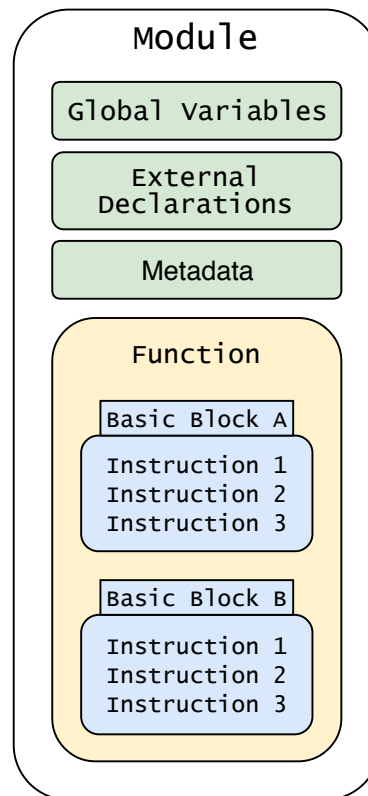 Module
Global Variables
External
Declarations
Metadata
Function
Basic Block A
Instruction 1
Instruction 2
Instruction 3
Basic Block B
Instruction 1
Instruction 2
Instruction 3